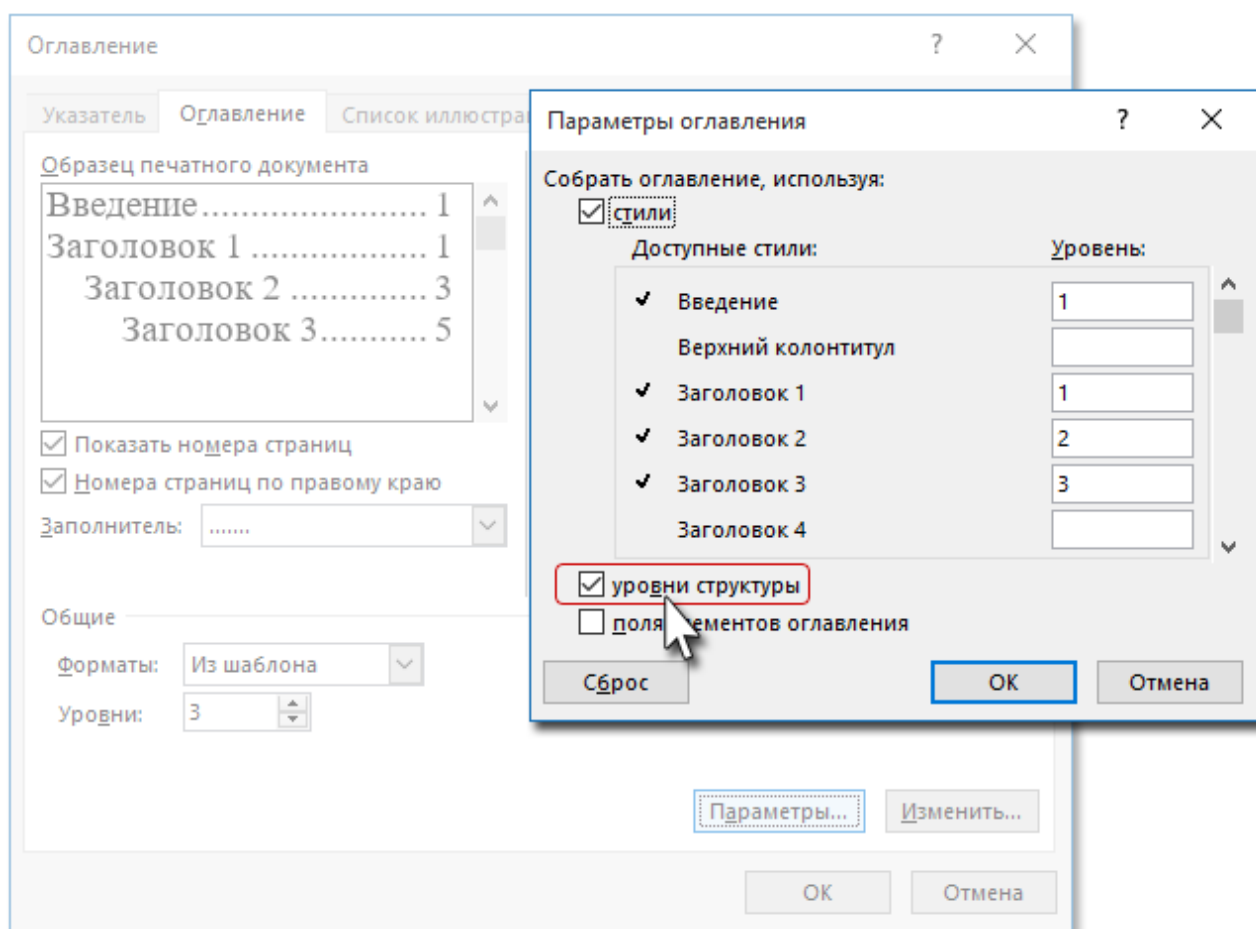 Оглавление ?
Указатель Оглавление Список иллюстра
Образец печатного документа
Введение........................ 1
Заголовок 1 ................... 1
Заголовок 2 ............... 3
Заголовок 3........... 5
Показать номера страниц
Номера страниц по правому краю
Заполнитель: .......
Общие
Форматы: Из шаблона
Уровни: 3
Параметры... Изменить...
ОК Отмена
Параметры оглавления ?
Собрать оглавление, используя:
стили
Доступные стили: Уровень:
Введение 1
Верхний колонтитул
Заголовок 1 1
Заголовок 2 2
Заголовок 3 3
Заголовок 4
уровни структуры
оглавления
Сброс ОК Отмена